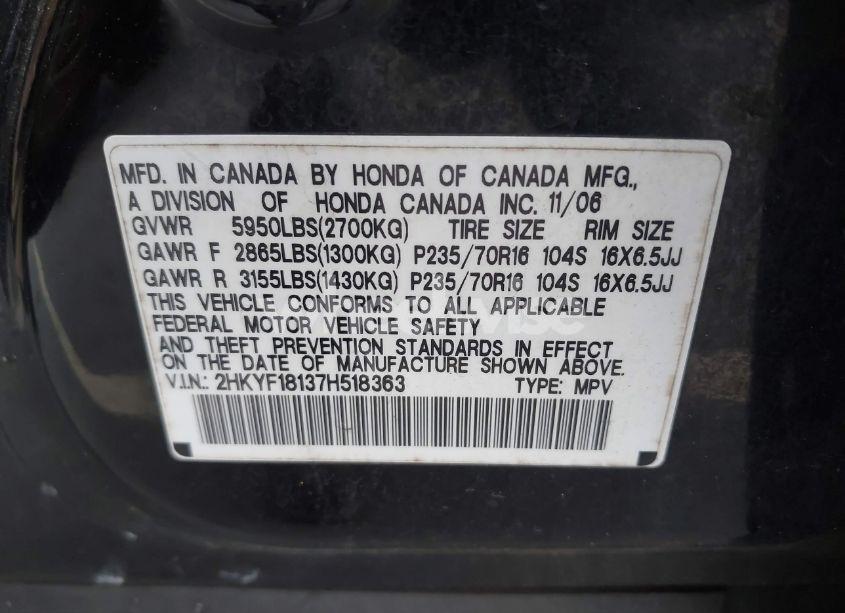 MFD. IN CANADA BY HONDA OF CANADA MFG.,
A DIVISION OF HONDA CANADA INC. 11/06
GVWR 5950LBS(2700KG) TIRE SIZE RIM SIZE
GAWR F 2865LBS(1300KG) P235/70R16 104S 16X6.5JJ
GAWR R 3155LBS(1430KG) P235/70R16 104S 16X6.5JJ
THIS VEHICLE CONFORMS TO ALL APPLICABLE
FEDERAL MOTOR VEHICLE SAFETY
AND THEFT PREVENTION STANDARDS IN EFFECT
ON THE DATE OF MANUFACTURE SHOWN ABOVE.
V.I.N.: 2HKYF18137H518363 TYPE: MPV